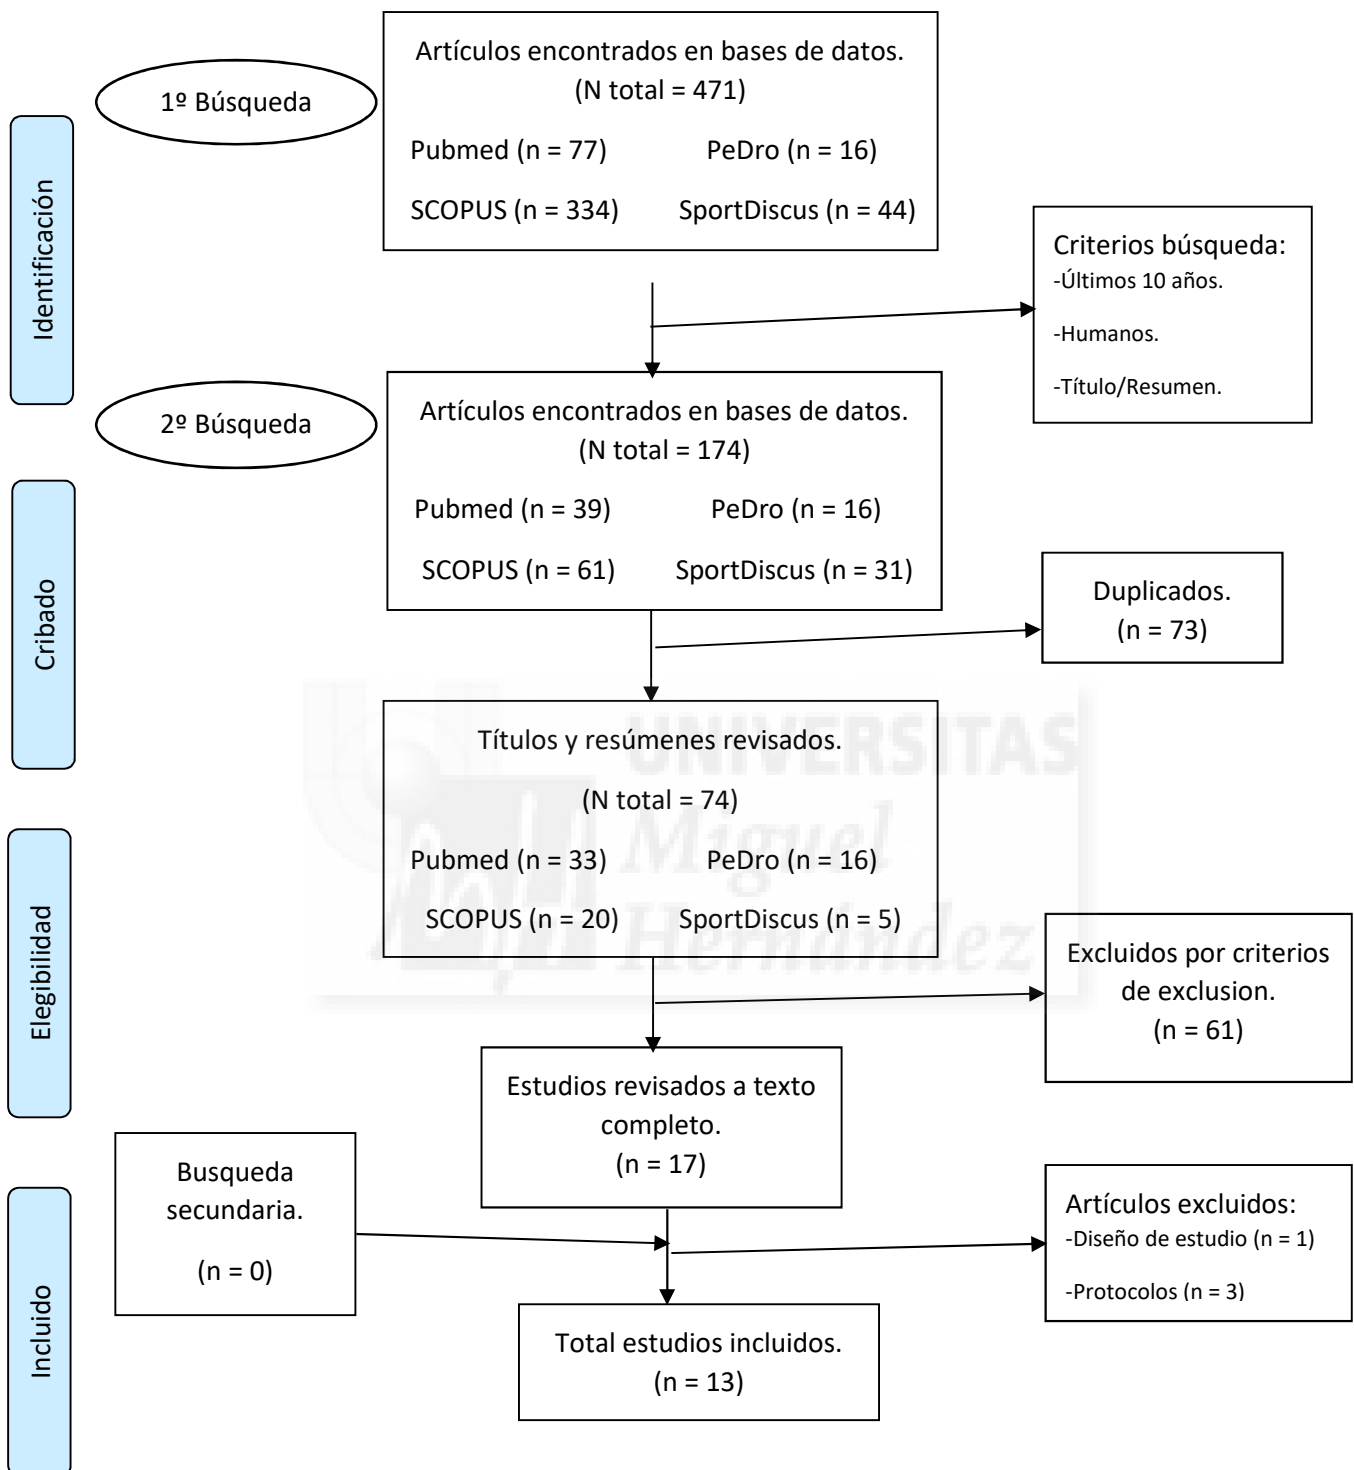 Artículos encontrados en bases de datos.
(N total = 471)
1º Búsqueda
Pubmed (n = 77) PeDro (n = 16)
SCOPUS (n = 334) SportDiscus (n = 44)
Identificación
Criterios búsqueda:
-Últimos 10 años.
-Humanos.
-Título/Resumen.
2º Búsqueda
Artículos encontrados en bases de datos.
(N total = 174)
Pubmed (n = 39) PeDro (n = 16)
SCOPUS (n = 61) SportDiscus (n = 31)
Cribado
Duplicados.
(n = 73)
Títulos y resúmenes revisados.
(N total = 74)
Pubmed (n = 33) PeDro (n = 16)
SCOPUS (n = 20) SportDiscus (n = 5)
UNIVERSITAS
Miguel
Hernández
Elegibilidad
Excluidos por criterios
de exclusion.
(n = 61)
Estudios revisados a texto
completo.
(n = 17)
Busqueda
secundaria.
(n = 0)
Artículos excluidos:
-Diseño de estudio (n = 1)
-Protocolos (n = 3)
Incluido
Total estudios incluidos.
(n = 13)